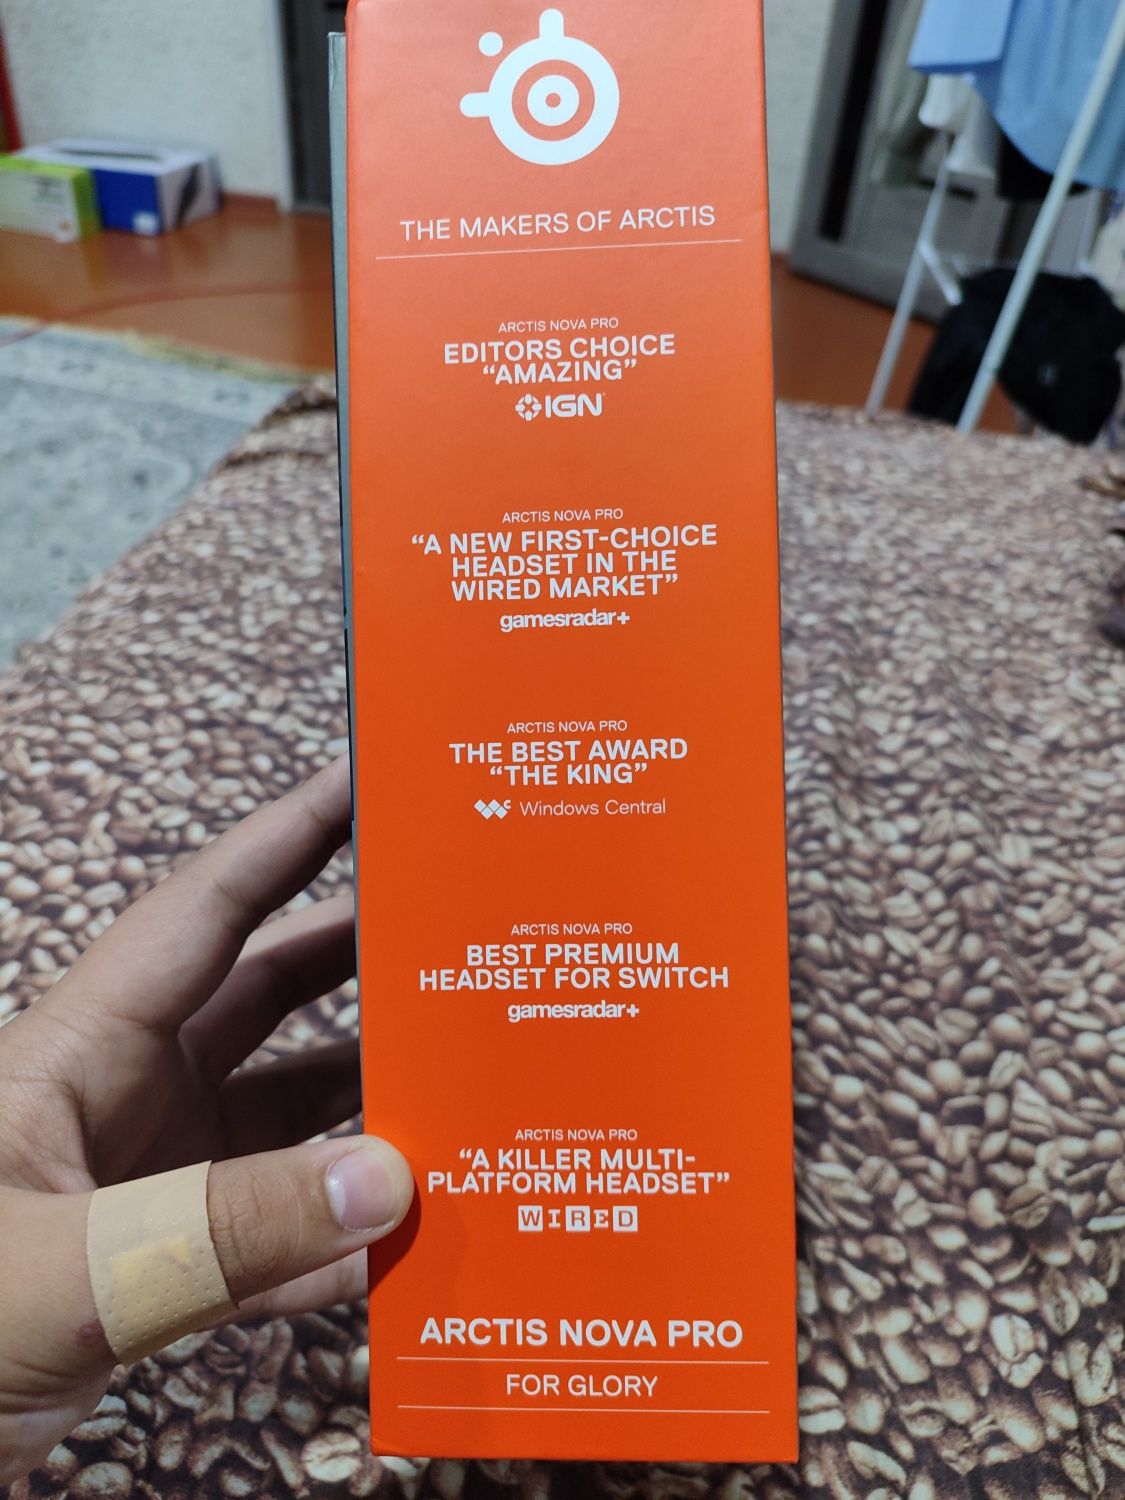 THE MAKERS OF ARCTIS
ARCTIS NOVA PRO
EDITORS CHOICE
“AMAZING”
IGN
ARCTIS NOVA PRO
“A NEW FIRST-CHOICE
HEADSET IN THE
WIRED MARKET”
gamesradar+
ARCTIS NOVA PRO
THE BEST AWARD
“THE KING”
Windows Central
ARCTIS NOVA PRO
BEST PREMIUM
HEADSET FOR SWITCH
gamesradar+
ARCTIS NOVA PRO
“A KILLER MULTI-
PLATFORM HEADSET”
WIRED
ARCTIS NOVA PRO
FOR GLORY